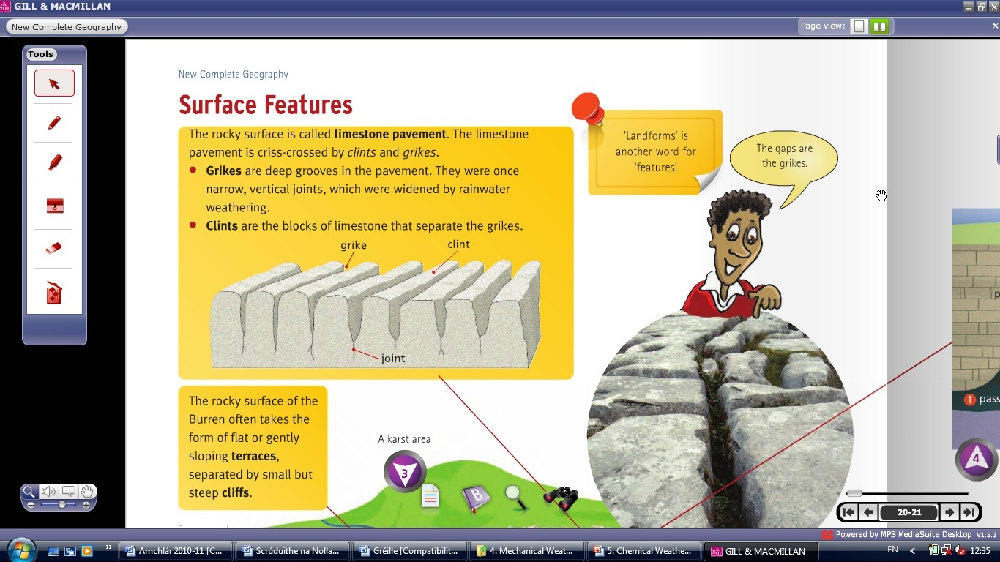 GILL & MACMILLAN
New Complete Geography
Page view:
Tools
New Complete Geography
Surface Features
The rocky surface is called limestone pavement. The limestone
pavement is criss-crossed by clints and grikes.
• Grikes are deep grooves in the pavement. They were once
narrow, vertical joints, which were widened by rainwater
weathering.
• Clints are the blocks of limestone that separate the grikes.
grike
clint
joint
'Landforms' is
another word for
'features'.
The gaps are
the grikes.
The rocky surface of the
Burren often takes the
form of flat or gently
sloping terraces,
separated by small but
steep cliffs.
A karst area
3
B
1 pass
4
20-21
Powered by MPS MediaSuite Desktop v1.5.3
Amchlár 2010-11 [C...
Scrúduithe na Nolla...
Gréille [Compatibilit...
4. Mechanical Weat...
5. Chemical Weathe...
GILL & MACMILLAN
EN
12:35